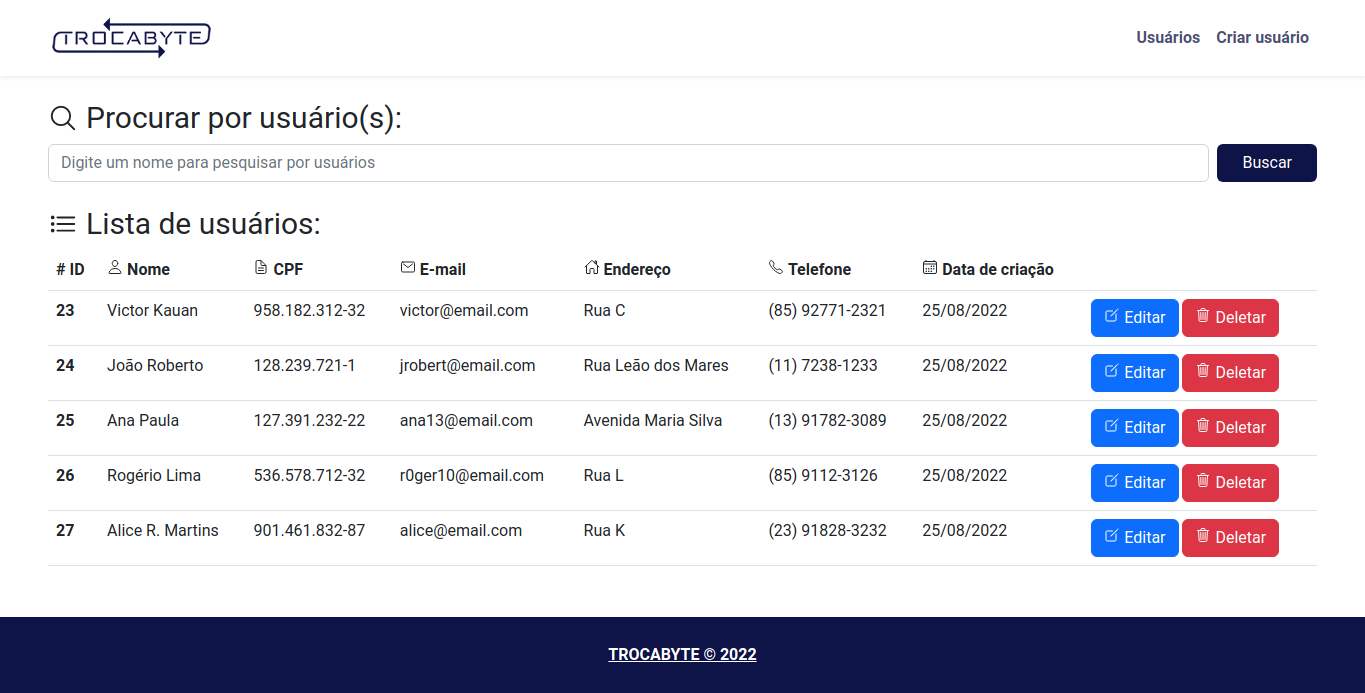 TROCABYTE
Usuários Criar usuário
Procurar por usuário(s):
Digite um nome para pesquisar por usuários Buscar
Lista de usuários:
# ID Nome CPF E-mail Endereço Telefone Data de criação
23 Victor Kauan 958.182.312-32 victor@email.com Rua C (85) 92771-2321 25/08/2022 Editar Deletar
24 João Roberto 128.239.721-1 jrobert@email.com Rua Leão dos Mares (11) 7238-1233 25/08/2022 Editar Deletar
25 Ana Paula 127.391.232-22 ana13@email.com Avenida Maria Silva (13) 91782-3089 25/08/2022 Editar Deletar
26 Rogério Lima 536.578.712-32 r0ger10@email.com Rua L (85) 9112-3126 25/08/2022 Editar Deletar
27 Alice R. Martins 901.461.832-87 alice@email.com Rua K (23) 91828-3232 25/08/2022 Editar Deletar
TROCABYTE © 2022